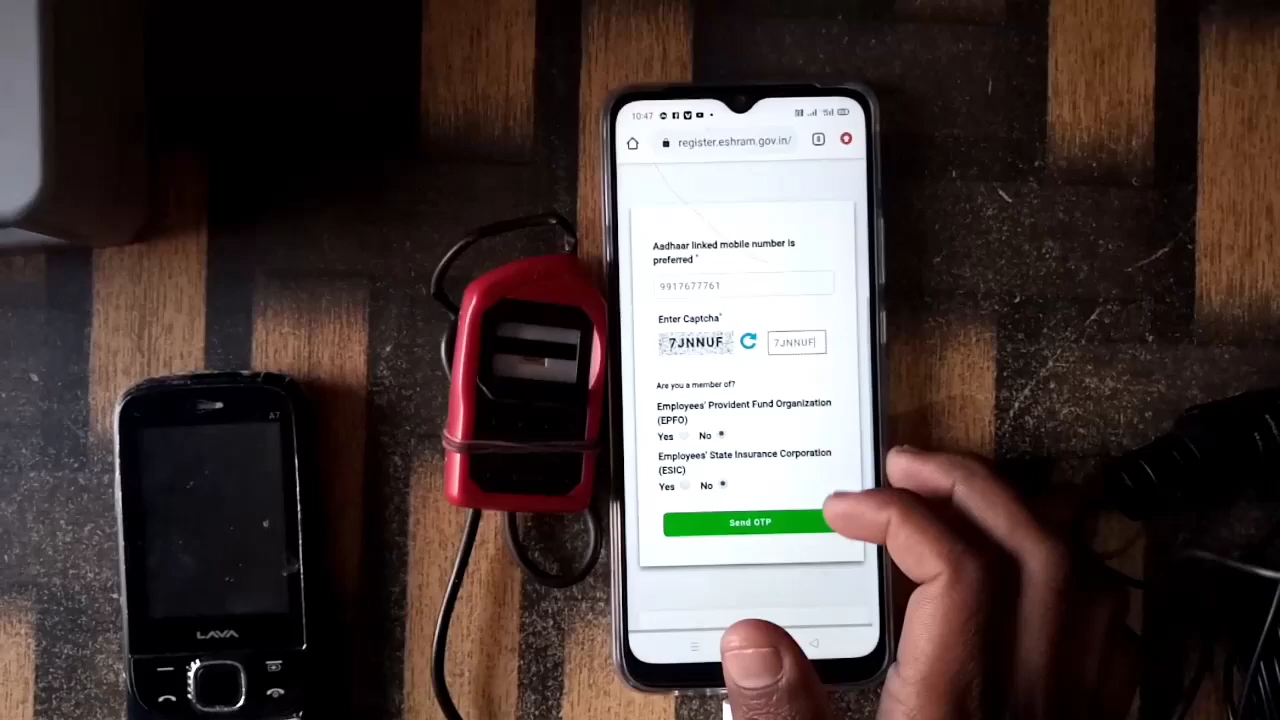 10:47
register.eshram.gov.in/
8
Aadhaar linked mobile number is
preferred *
9917677761
Enter Captcha*
7JNNUF
7JNNUF
Are you a member of?
Employees' Provident Fund Organization
(EPFO)
Yes No
Employees' State Insurance Corporation
(ESIC)
Yes No
Send OTP
A7
LAVA